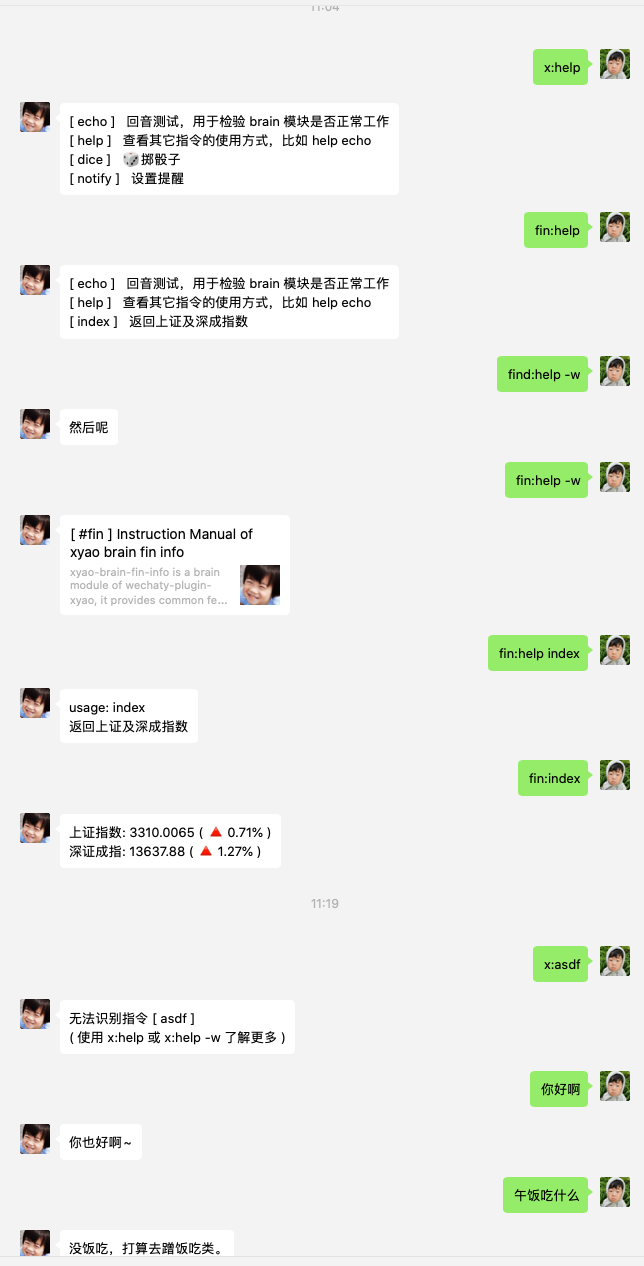 11:04
x:help
[ echo ] 回音测试，用于检验 brain 模块是否正常工作
[ help ] 查看其它指令的使用方式，比如 help echo
[ dice ] 🎲掷骰子
[ notify ] 设置提醒
fin:help
[ echo ] 回音测试，用于检验 brain 模块是否正常工作
[ help ] 查看其它指令的使用方式，比如 help echo
[ index ] 返回上证及深成指数
find:help -w
然后呢
fin:help -w
[ #fin ] Instruction Manual of
xyao brain fin info
xyao-brain-fin-info is a brain
module of wechaty-plugin-
xyao, it provides common fe...
fin:help index
usage: index
返回上证及深成指数
fin:index
上证指数: 3310.0065 ( 🔺 0.71% )
深证成指: 13637.88 ( 🔺 1.27% )
11:19
x:asdf
无法识别指令 [ asdf ]
( 使用 x:help 或 x:help -w 了解更多 )
你好啊
你也好啊~
午饭吃什么
没饭吃，打算去蹭饭吃类。